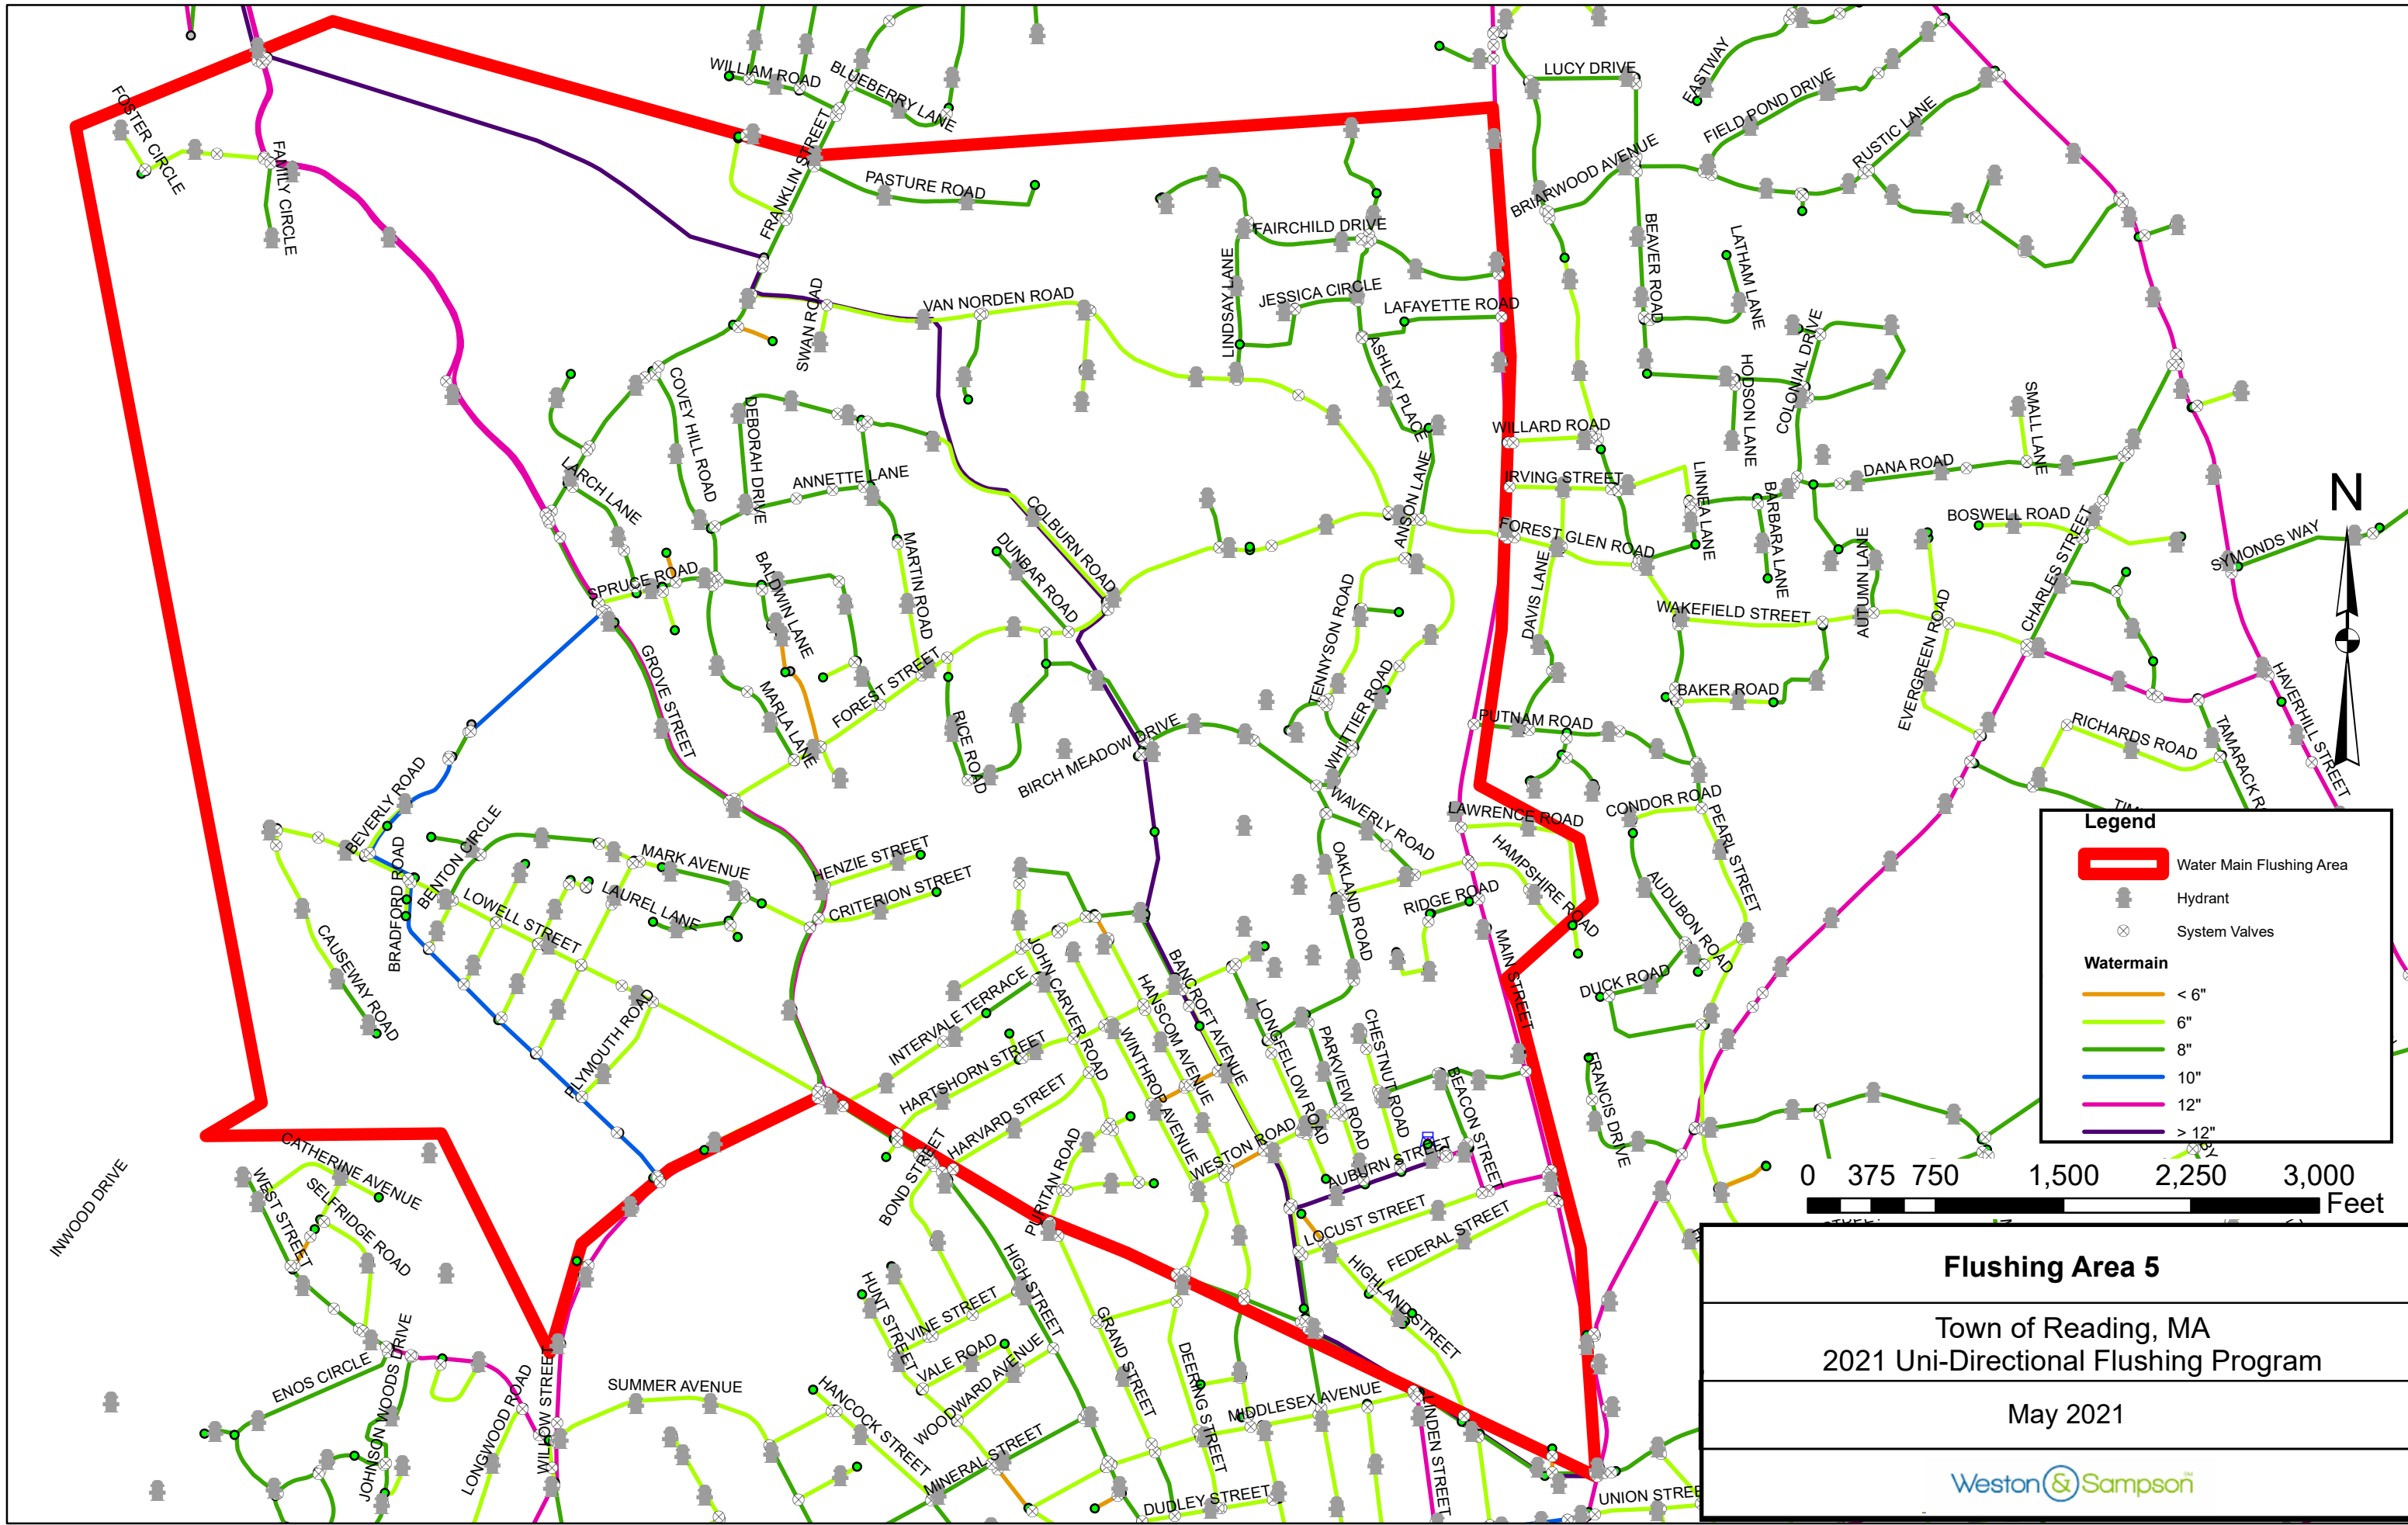 WILLIAM ROAD
BLUEBERRY LANE
LUCY DRIVE
EASTWAY
FIELD POND DRIVE
RUSTIC LANE
FOSTER CIRCLE
FAMILY CIRCLE
FRANKLIN STREET
PASTURE ROAD
BRIARWOOD AVENUE
FAIRCHILD DRIVE
BEAVER ROAD
LATHAM LANE
SWAN ROAD
VAN NORDEN ROAD
LINDSAY LANE
JESSICA CIRCLE
LAFAYETTE ROAD
ASHLEY PLACE
HODSON LANE
COLONIAL DRIVE
SMALL LANE
COVEY HILL ROAD
DEBORAH DRIVE
WILLARD ROAD
LARCH LANE
ANNETTE LANE
ANSON LANE
IRVING STREET
LINNEA LANE
BARBARA LANE
DANA ROAD
N
COLBURN ROAD
BOSWELL ROAD
SYMONDS WAY
DUNBAR ROAD
FOREST GLEN ROAD
CHARLES STREET
SPRUCE ROAD
BALDWIN LANE
MARTIN ROAD
TENNYSON ROAD
DAVIS LANE
WAKEFIELD STREET
AUTUMN LANE
EVERGREEN ROAD
GROVE STREET
MARLA LANE
FOREST STREET
RICE ROAD
WHITTIER ROAD
BAKER ROAD
HAVERHILL STREET
BIRCH MEADOW DRIVE
PUTNAM ROAD
RICHARDS ROAD
TAMARACK R
BEVERLY ROAD
BRADFORD ROAD
BENTON CIRCLE
MARK AVENUE
HENZIE STREET
WAVERLY ROAD
LAWRENCE ROAD
CONDOR ROAD
PEARL STREET
LOWELL STREET
LAUREL LANE
CRITERION STREET
OAKLAND ROAD
RIDGE ROAD
HAMPSHIRE ROAD
AUDUBON ROAD
CAUSEWAY ROAD
PLYMOUTH ROAD
INTERVALE TERRACE
JOHN CARVER ROAD
HANSCOM AVENUE
BANCROFT AVENUE
MAIN STREET
DUCK ROAD
HARTSHORN STREET
WINTHROP AVENUE
LONGFELLOW ROAD
PARKVIEW ROAD
CHESTNUT ROAD
BEACON STREET
FRANCIS DRIVE
HARVARD STREET
BOND STREET
PURITAN ROAD
WESTON ROAD
AUBURN STREET
CATHERINE AVENUE
WEST STREET
SELFRIDGE ROAD
INWOOD DRIVE
LOCUST STREET
FEDERAL STREET
HIGHLAND STREET
HIGH STREET
HUNT STREET
VINE STREET
VALE ROAD
WOODWARD AVENUE
GRAND STREET
DEERING STREET
ENOS CIRCLE
JOHNSON WOODS DRIVE
LONGWOOD ROAD
WILLOW STREET
SUMMER AVENUE
HANCOCK STREET
MINERAL STREET
MIDDLESEX AVENUE
LINDEN STREET
DUDLEY STREET
UNION STREE
Legend
Water Main Flushing Area
Hydrant
System Valves
Watermain
< 6"
6"
8"
10"
12"
> 12"
0 375 750 1,500 2,250 3,000
Feet
Flushing Area 5
Town of Reading, MA
2021 Uni-Directional Flushing Program
May 2021
Weston & Sampson